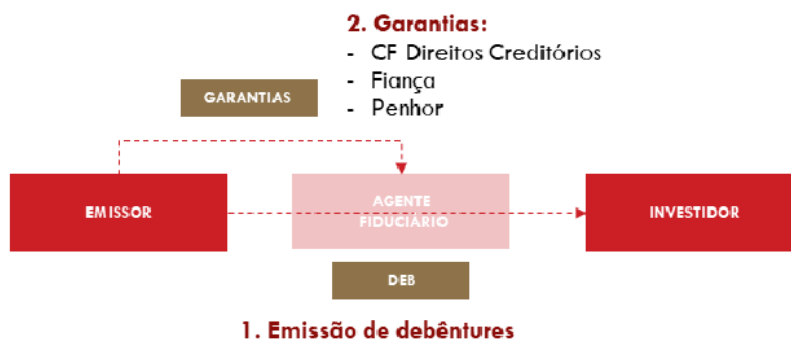 2. Garantias:
- CF Direitos Creditórios
- Fiança
- Penhor
GARANTIAS
EMISSOR
AGENTE
FIDUCIÁRIO
INVESTIDOR
DEB
1. Emissão de debêntures